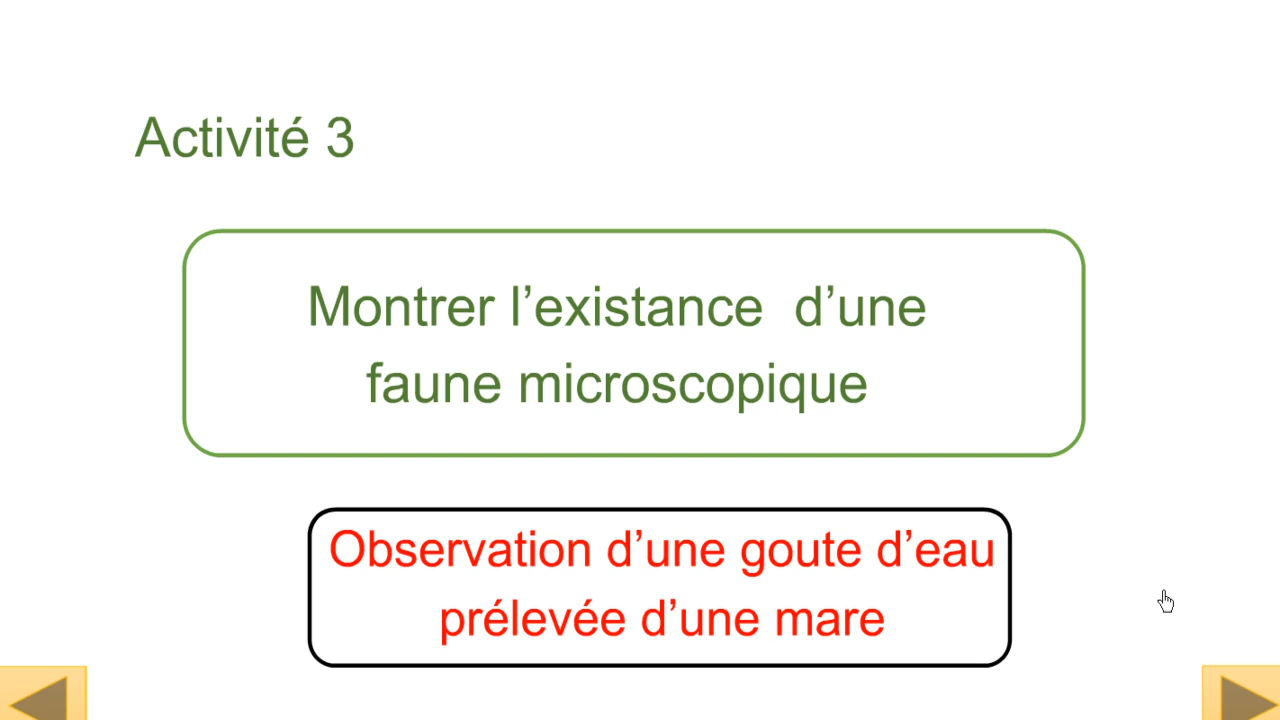 Activité 3
Montrer l’existance d’une
faune microscopique
Observation d’une goute d’eau
prélevée d’une mare